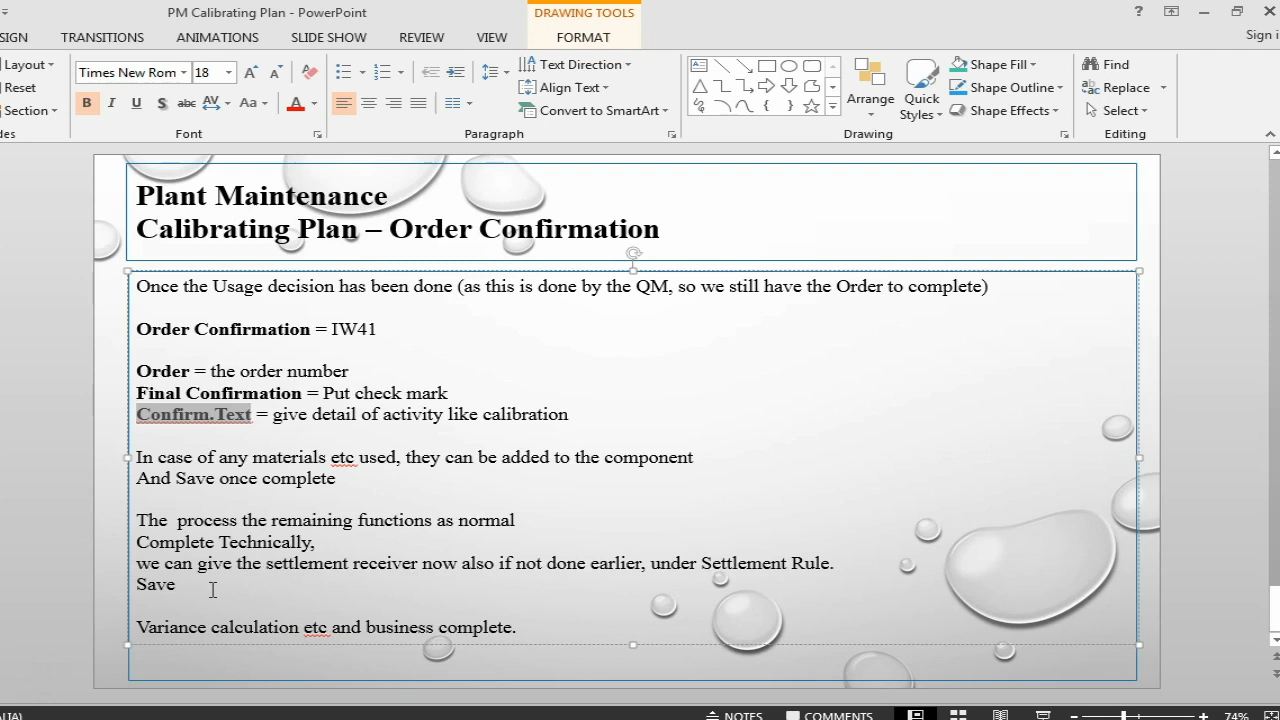 PM Calibrating Plan - PowerPoint
DRAWING TOOLS
?
SIGN TRANSITIONS ANIMATIONS SLIDE SHOW REVIEW VIEW FORMAT
Sign i
Layout
Reset
Section
Times New Rom 18
B I U S abc AV Aa A
Text Direction
Align Text
Convert to SmartArt
Arrange
Quick
Styles
Shape Fill
Shape Outline
Shape Effects
Find
Replace
Select
des Font Paragraph Drawing Editing
Plant Maintenance
Calibrating Plan – Order Confirmation
Once the Usage decision has been done (as this is done by the QM, so we still have the Order to complete)
Order Confirmation = IW41
Order = the order number
Final Confirmation = Put check mark
Confirm.Text = give detail of activity like calibration
In case of any materials etc used, they can be added to the component
And Save once complete
The  process the remaining functions as normal
Complete Technically,
we can give the settlement receiver now also if not done earlier, under Settlement Rule.
Save
Variance calculation etc and business complete.
NOTES COMMENTS 74%